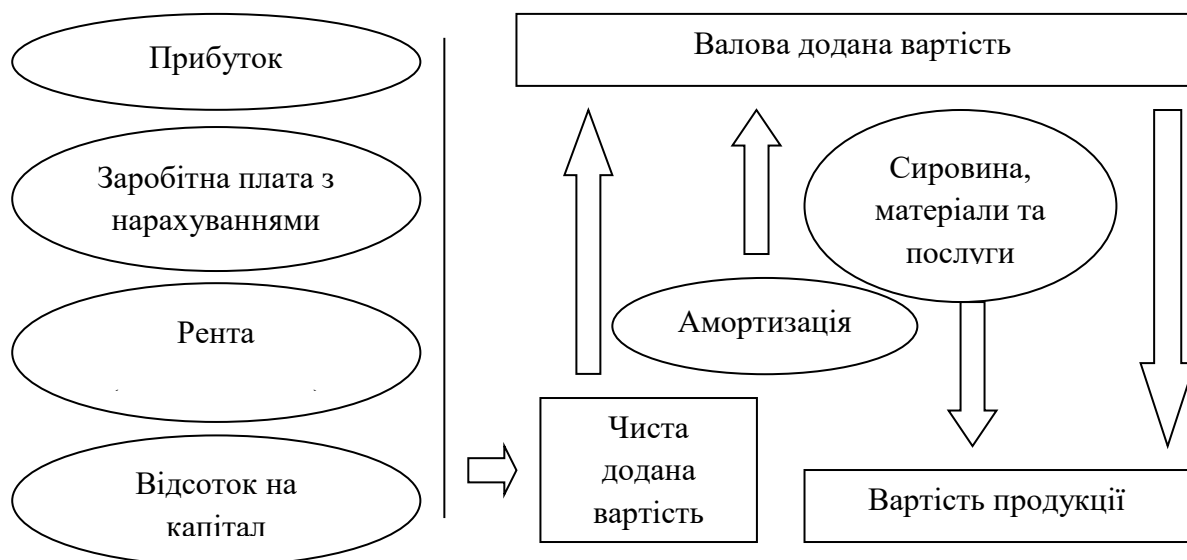 Прибуток
Заробітна плата з
нарахуваннями
Рента
Відсоток на
капітал
Валова додана вартість
Сировина,
матеріали та
послуги
Амортизація
Чиста
додана
вартість
Вартість продукції